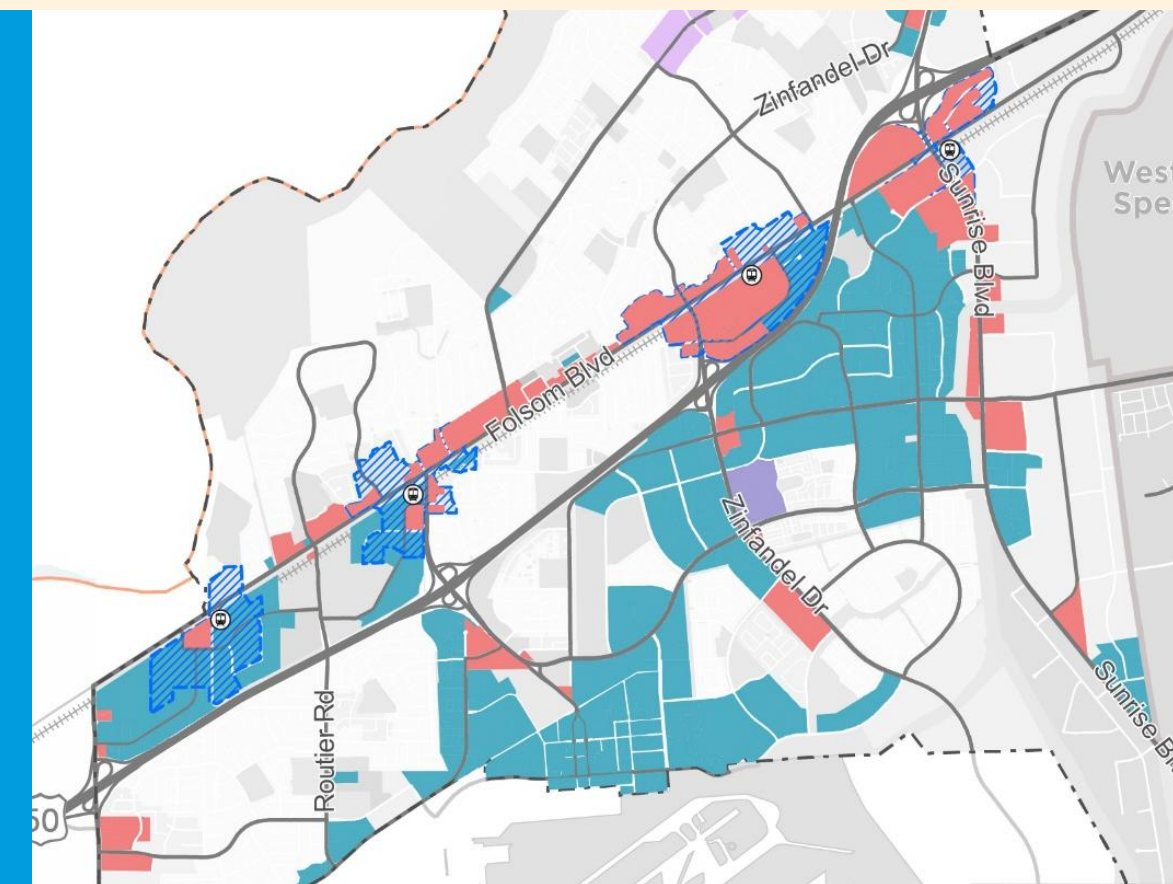 Zinfandel Dr
West
Spe
Sunrise Blvd
Folsom Blvd
Zinfandel Dr
Routier Rd
Sunrise B
50